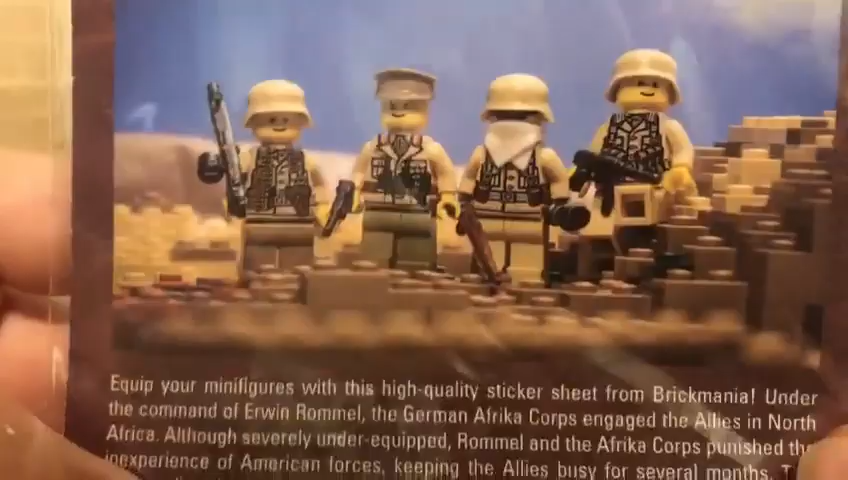 Equip your minifigures with this high-quality sticker sheet from Brickmania! Under
the command of Erwin Rommel, the German Afrika Corps engaged the Allies in North
Africa. Although severely under-equipped, Rommel and the Afrika Corps punished the
inexperience of American forces, keeping the Allies busy for several months.